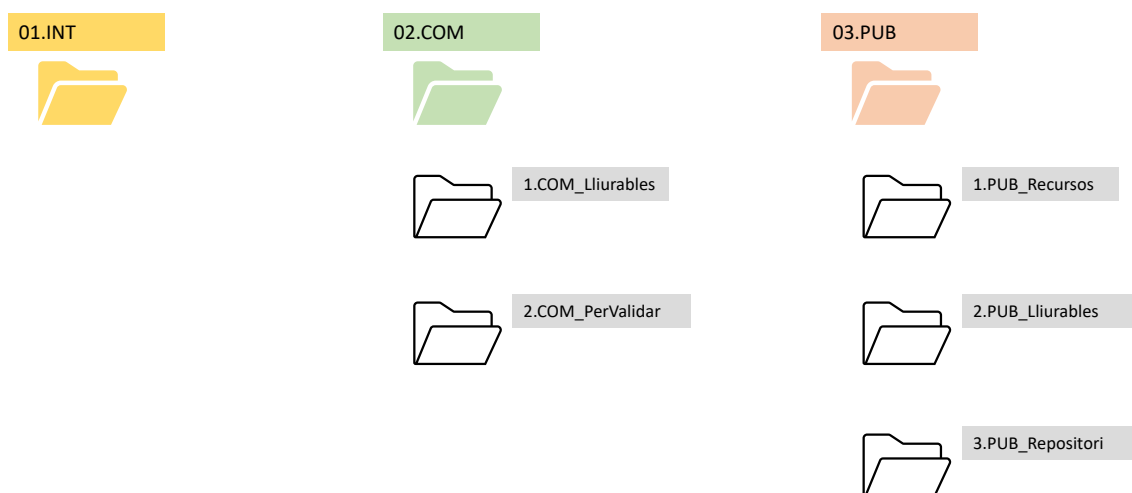 01.INT
02.COM
03.PUB
1.COM_Lliurables
1.PUB_Recursos
2.COM_PerValidar
2.PUB_Lliurables
3.PUB_Repositori